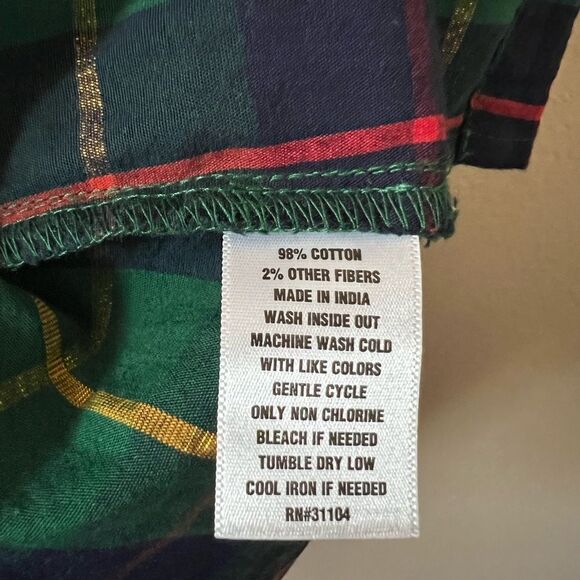 98% COTTON
2% OTHER FIBERS
MADE IN INDIA
WASH INSIDE OUT
MACHINE WASH COLD
WITH LIKE COLORS
GENTLE CYCLE
ONLY NON CHLORINE
BLEACH IF NEEDED
TUMBLE DRY LOW
COOL IRON IF NEEDED
RN#31104